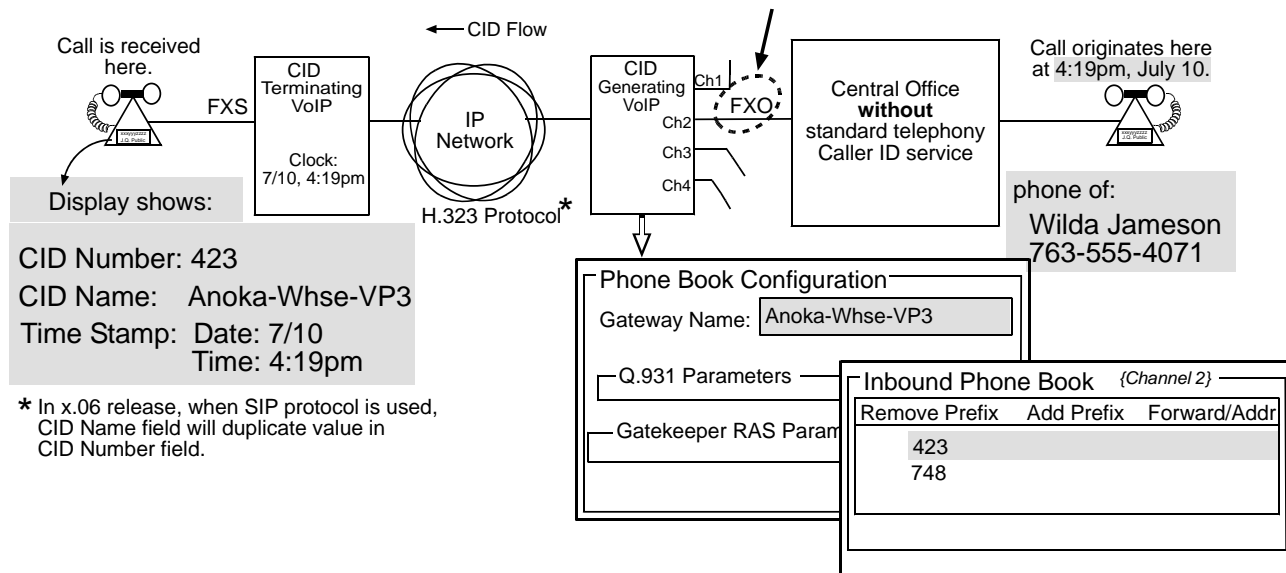 CID Flow
Call is received
here.
xxxyyyzzzz
J.Q. Public
FXS
CID
Terminating
VoIP
Clock:
7/10, 4:19pm
IP
Network
H.323 Protocol*
CID
Generating
VoIP
Ch1
Ch2
Ch3
Ch4
FXO
Central Office
without
standard telephony
Caller ID service
Call originates here
at 4:19pm, July 10.
xxxyyyzzzz
J.Q. Public
phone of:
Wilda Jameson
763-555-4071
Display shows:
CID Number: 423
CID Name: Anoka-Whse-VP3
Time Stamp: Date: 7/10
Time: 4:19pm
* In x.06 release, when SIP protocol is used,
CID Name field will duplicate value in
CID Number field.
Phone Book Configuration
Gateway Name: Anoka-Whse-VP3
Q.931 Parameters
Gatekeeper RAS Param
Inbound Phone Book {Channel 2}
Remove Prefix Add Prefix Forward/Addr
423
748